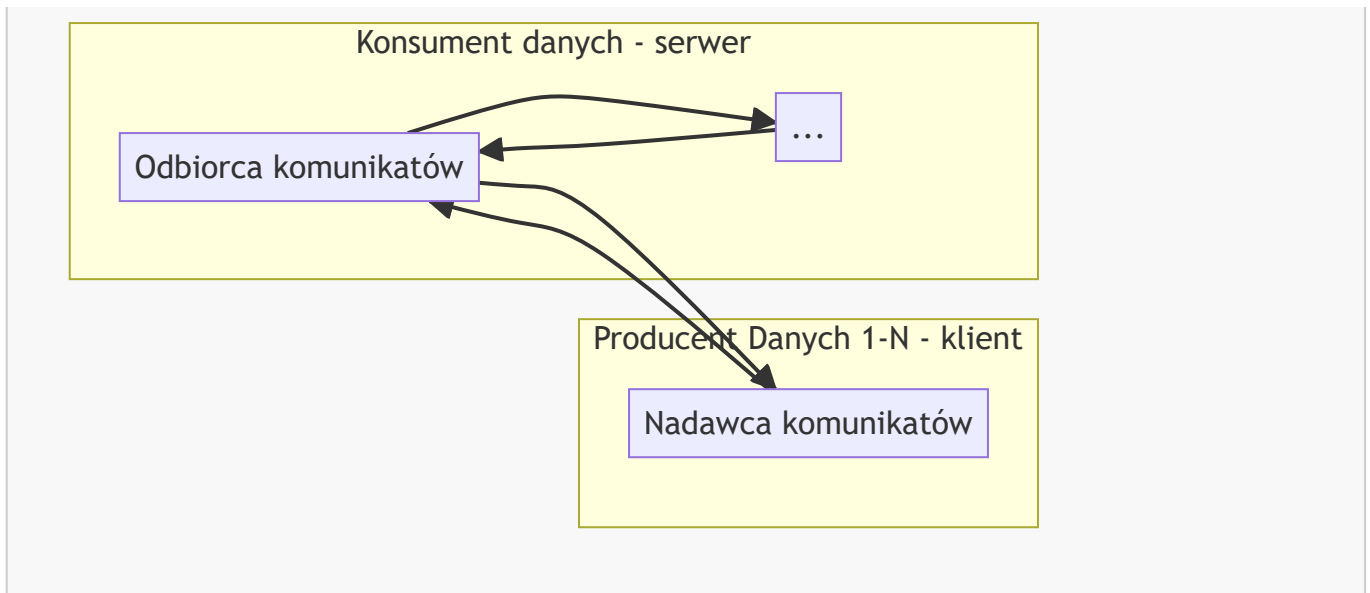 Konsument danych - serwer
...
Odbiorca komunikatów
Producent Danych 1-N - klient
Nadawca komunikatów